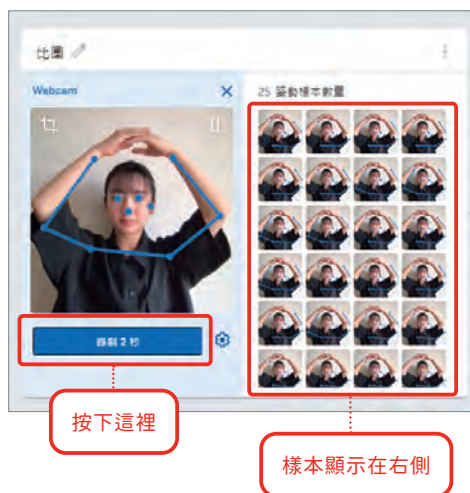 比圈
Webcam
25 姿勢樣本數量
錄製 2 秒
按下這裡
樣本顯示在右側